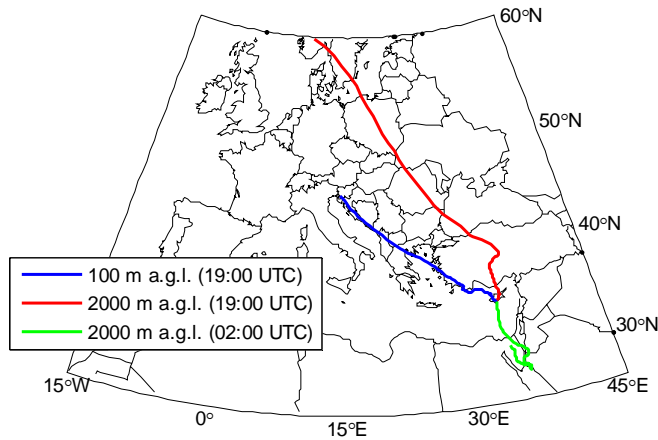 60°N
50°N
40°N
100 m a.g.l. (19:00 UTC)
2000 m a.g.l. (19:00 UTC)
2000 m a.g.l. (02:00 UTC)
30°N
15°W
45°E
0°
15°E
30°E